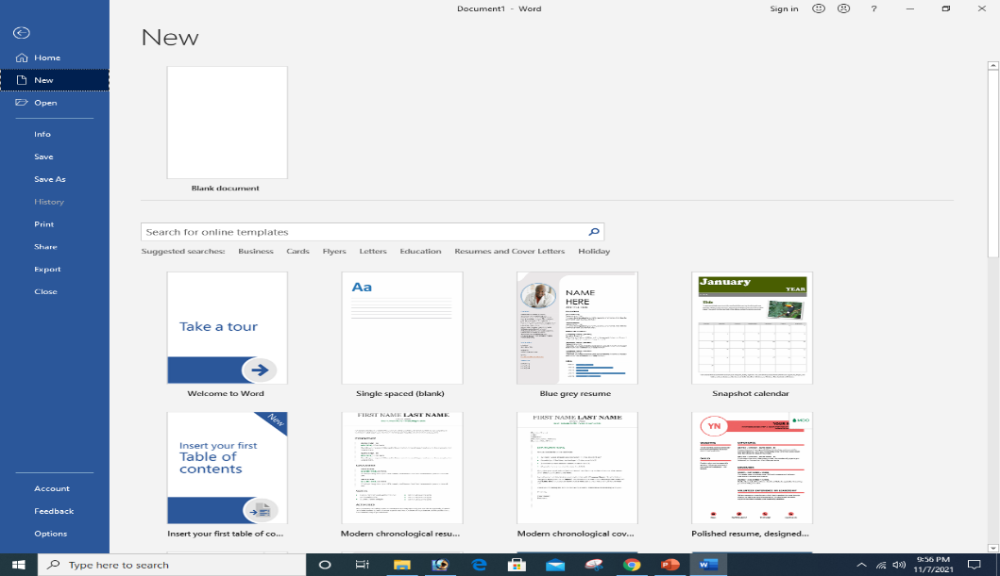 Document1 - Word
Sign in
?
New
Home
New
Open
Info
Save
Save As
History
Print
Share
Export
Close
Account
Feedback
Options
Blank document
Search for online templates
Suggested searches: Business Cards Flyers Letters Education Resumes and Cover Letters Holiday
Take a tour
Welcome to Word
Aa
Single spaced (blank)
NAME
HERE
Blue grey resume
January
YEAR
Title
Snapshot calendar
New
Insert your first
Table of
contents
Insert your first table of co...
FIRST NAME LAST NAME
Modern chronological resu...
FIRST NAME LAST NAME
Modern chronological cov...
YN
MOO
Polished resume, designed...
Type here to search
9:56 PM
11/7/2021